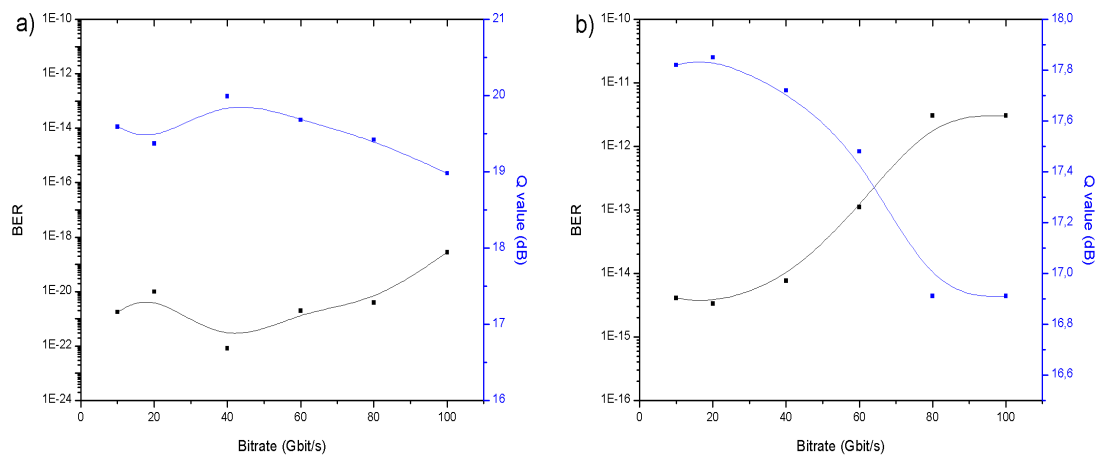 a)
1E-10
1E-12
1E-14
1E-16
1E-18
1E-20
1E-22
1E-24
BER
0
20
40
60
80
100
Bitrate (Gbit/s)
21
20
19
18
17
16
Q value (dB)
b)
1E-10
1E-11
1E-12
1E-13
1E-14
1E-15
1E-16
BER
0
20
40
60
80
100
Bitrate (Gbit/s)
18,0
17,8
17,6
17,4
17,2
17,0
16,8
16,6
Q value (dB)